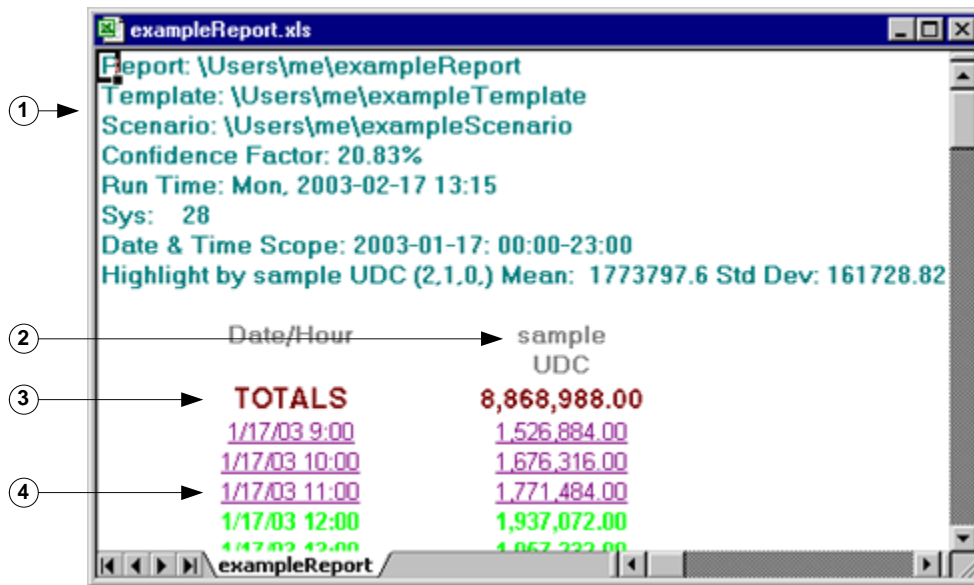 exampleReport.xls
Report: \Users\me\exampleReport
1
Template: \Users\me\exampleTemplate
Scenario: \Users\me\exampleScenario
Confidence Factor: 20.83%
Run Time: Mon, 2003-02-17 13:15
Sys: 28
Date & Time Scope: 2003-01-17: 00:00-23:00
Highlight by sample UDC (2,1,0,) Mean: 1773797.6 Std Dev: 161728.82
2 Date/Hour sample
UDC
3 TOTALS 8,868,988.00
1/17/03 9:00 1,526,884.00
1/17/03 10:00 1,676,316.00
4 1/17/03 11:00 1,771,484.00
1/17/03 12:00 1,937,072.00
exampleReport